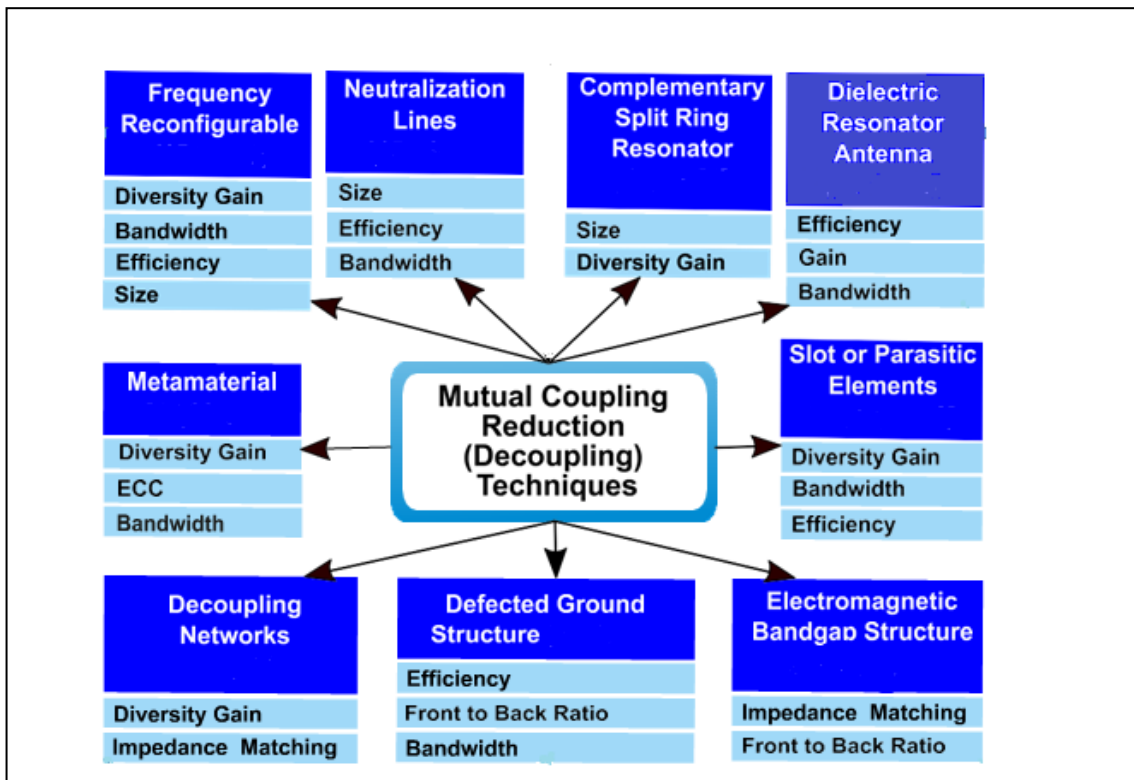 Frequency
Reconfigurable
Diversity Gain
Bandwidth
Efficiency
Size
Neutralization
Lines
Size
Efficiency
Bandwidth
Complementary
Split Ring
Resonator
Size
Diversity Gain
Dielectric
Resonator
Antenna
Efficiency
Gain
Bandwidth
Metamaterial
Diversity Gain
ECC
Bandwidth
Mutual Coupling
Reduction
(Decoupling)
Techniques
Slot or Parasitic
Elements
Diversity Gain
Bandwidth
Efficiency
Decoupling
Networks
Diversity Gain
Impedance Matching
Defected Ground
Structure
Efficiency
Front to Back Ratio
Bandwidth
Electromagnetic
Bandgap Structure
Impedance Matching
Front to Back Ratio